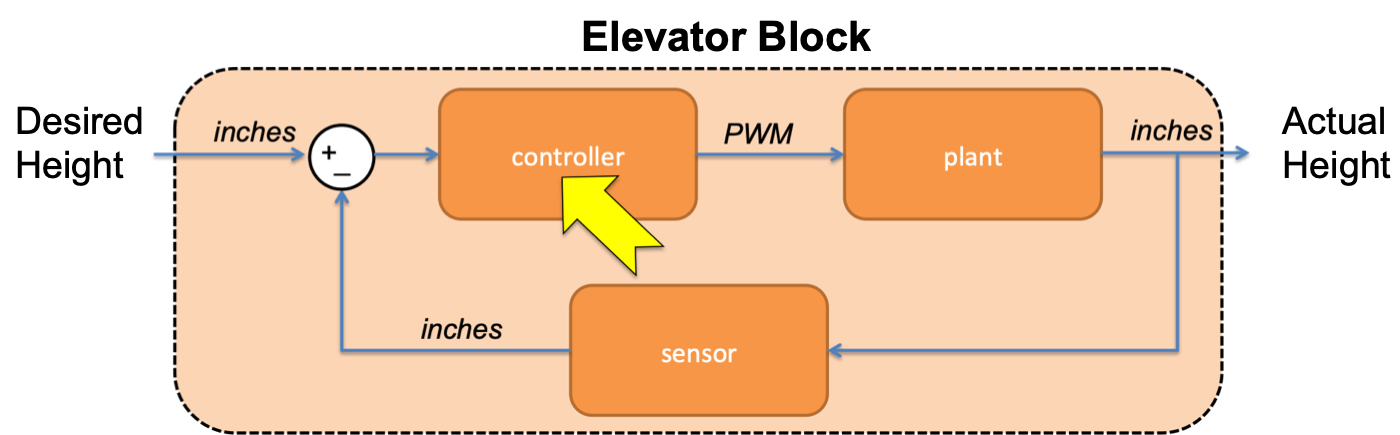 Elevator Block
Desired
Height
inches
+
–
controller
PWM
plant
inches
Actual
Height
inches
sensor